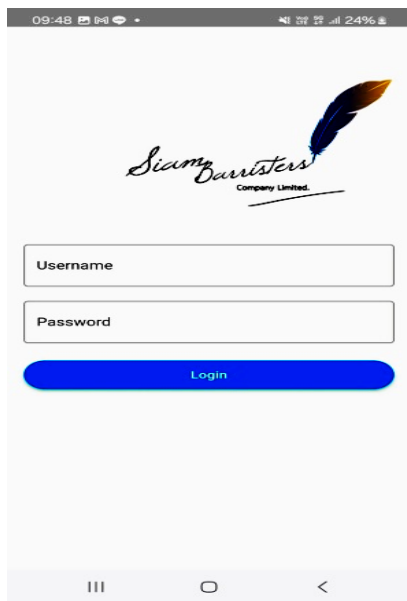 09:48 24%
Siam Barristers
Company Limited.
Username
Password
Login